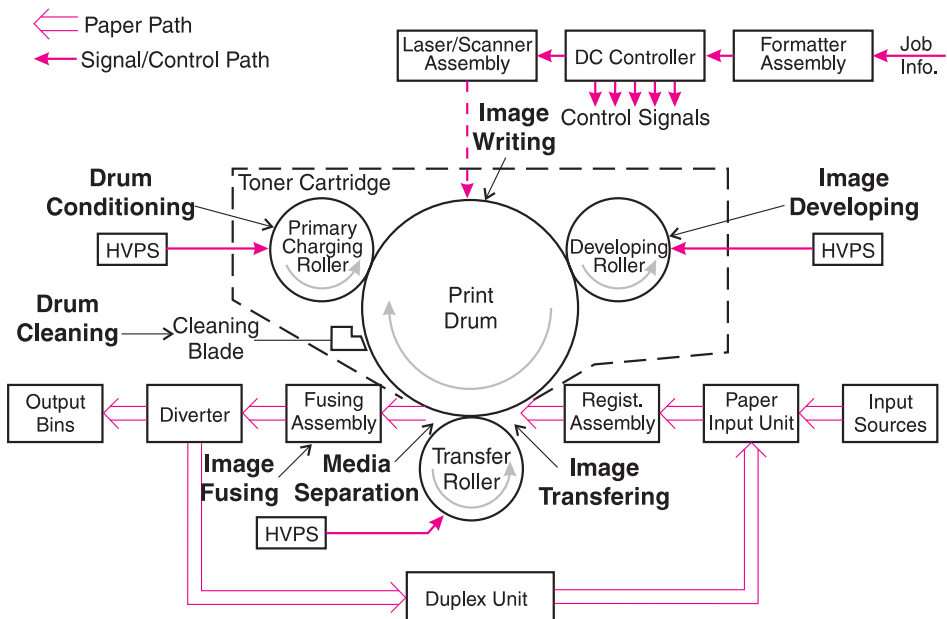 Paper Path
Signal/Control Path
Laser/Scanner
Assembly
DC Controller
Formatter
Assembly
Job
Info.
Control Signals
Image
Writing
Toner Cartridge
Drum
Conditioning
Primary
Charging
Roller
HVPS
Image
Developing
Developing
Roller
HVPS
Print
Drum
Drum
Cleaning
Cleaning
Blade
Output
Bins
Diverter
Fusing
Assembly
Regist.
Assembly
Paper
Input Unit
Input
Sources
Image
Fusing
Media
Separation
Transfer
Roller
Image
Transfering
HVPS
Duplex Unit